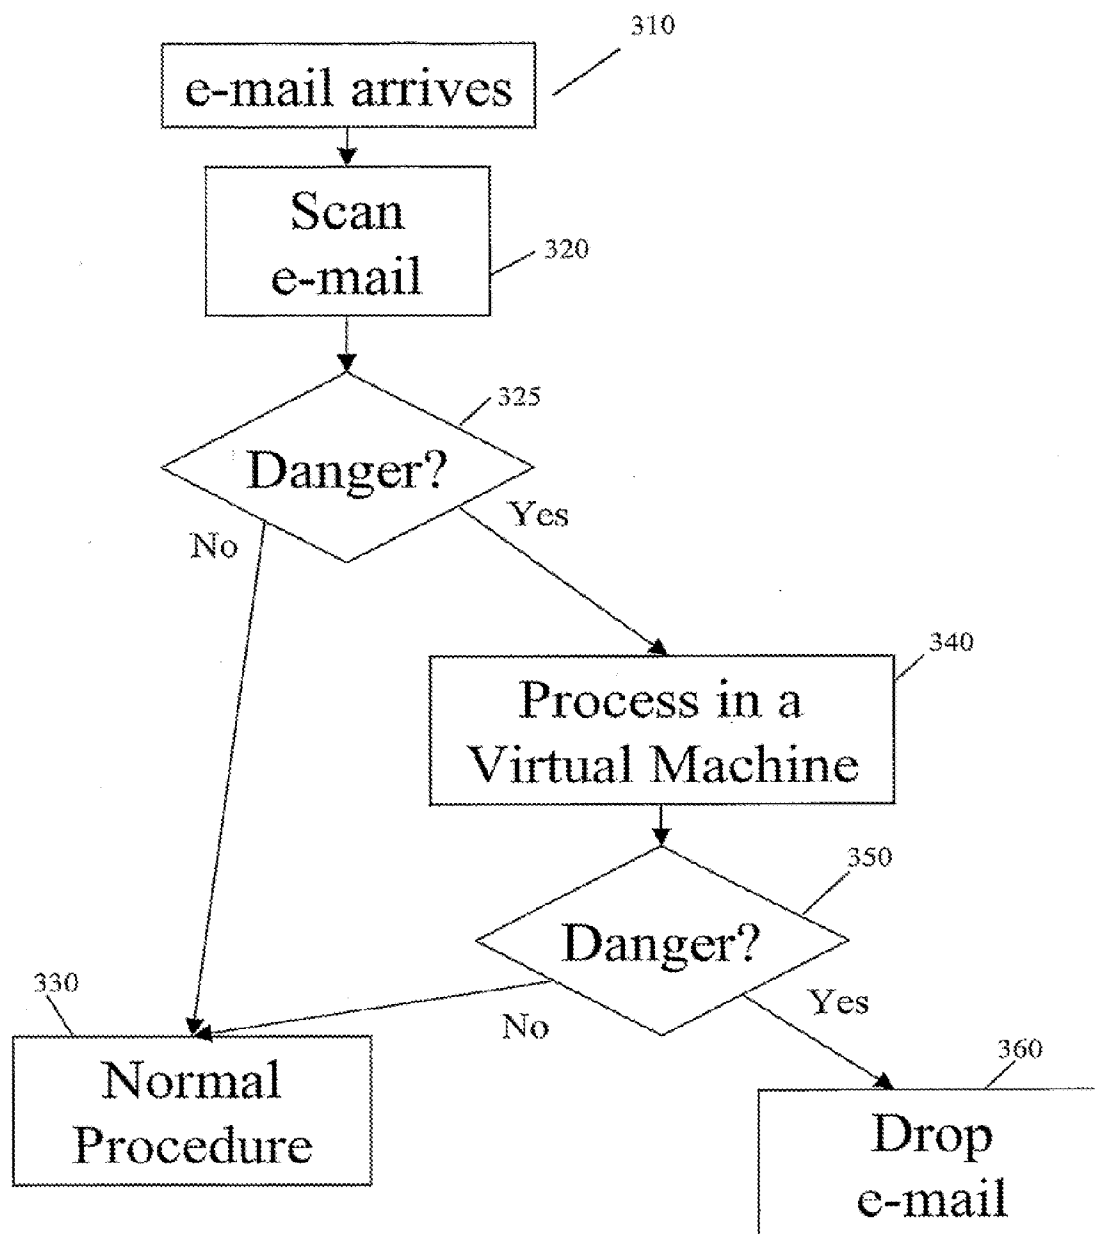 310
e-mail arrives
Scan
e-mail
320
325
Danger?
Yes
No
340
Process in a
Virtual Machine
350
Danger?
Yes
No
330
Normal
Procedure
360
Drop
e-mail